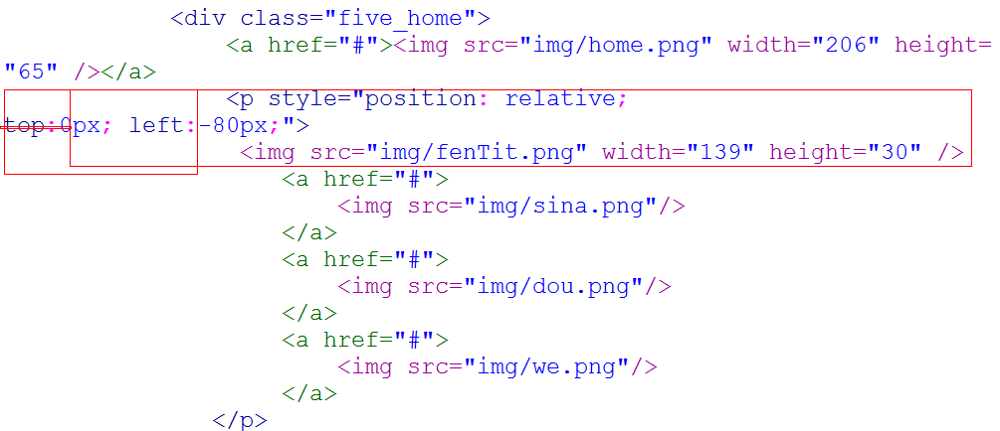 <div class="five_home">
<a href="#"><img src="img/home.png" width="206" height=
"65" /></a>
<p style="position: relative;
top:0px; left:-80px;">
<img src="img/fenTit.png" width="139" height="30" />
<a href="#">
<img src="img/sina.png"/>
</a>
<a href="#">
<img src="img/dou.png"/>
</a>
<a href="#">
<img src="img/we.png"/>
</a>
</p>